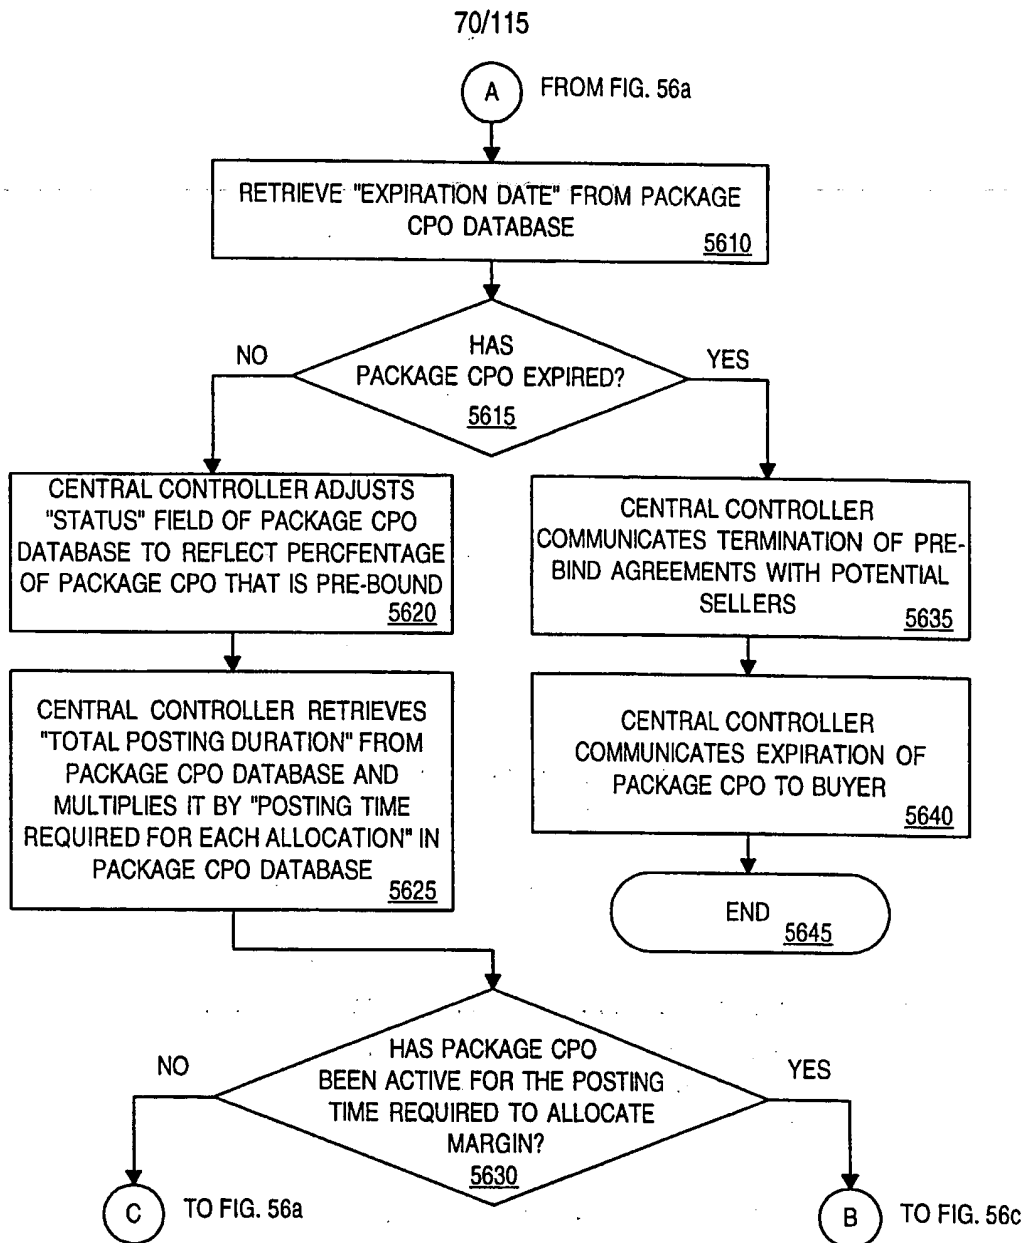 70/115
A
FROM FIG. 56a
RETRIEVE "EXPIRATION DATE" FROM PACKAGE
CPO DATABASE
5610
HAS
PACKAGE CPO EXPIRED?
5615
NO
YES
CENTRAL CONTROLLER ADJUSTS
"STATUS" FIELD OF PACKAGE CPO
DATABASE TO REFLECT PERCFENTAGE
OF PACKAGE CPO THAT IS PRE-BOUND
5620
CENTRAL CONTROLLER
COMMUNICATES TERMINATION OF PRE-
BIND AGREEMENTS WITH POTENTIAL
SELLERS
5635
CENTRAL CONTROLLER RETRIEVES
"TOTAL POSTING DURATION" FROM
PACKAGE CPO DATABASE AND
MULTIPLIES IT BY "POSTING TIME
REQUIRED FOR EACH ALLOCATION" IN
PACKAGE CPO DATABASE
5625
CENTRAL CONTROLLER
COMMUNICATES EXPIRATION OF
PACKAGE CPO TO BUYER
5640
END
5645
HAS PACKAGE CPO
BEEN ACTIVE FOR THE POSTING
TIME REQUIRED TO ALLOCATE
MARGIN?
5630
NO
YES
C
TO FIG. 56a
B
TO FIG. 56c